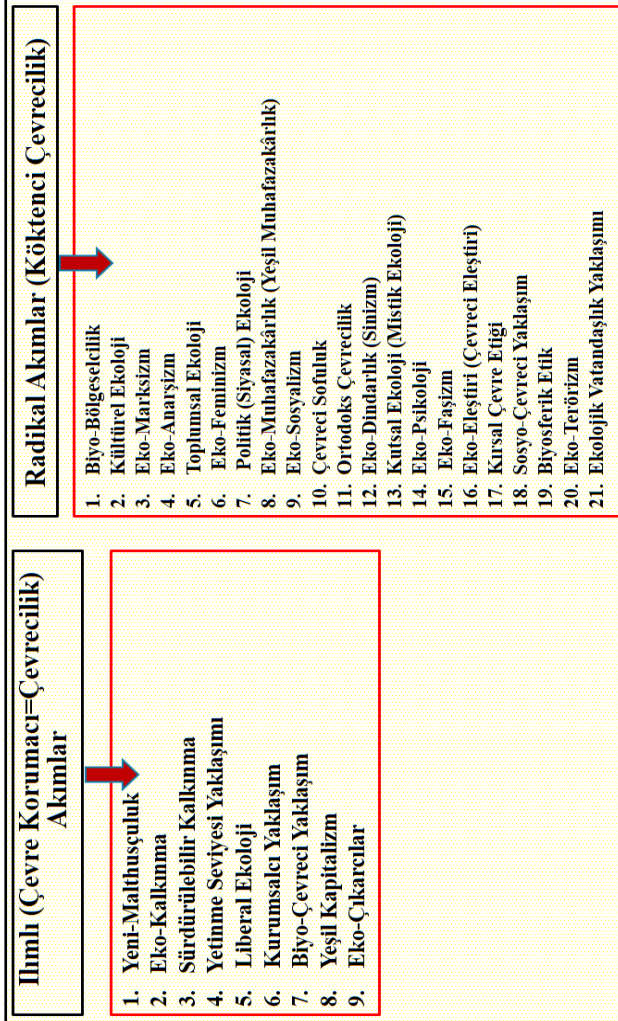 Ilımlı (Çevre Korumacı=Çevrecilik)
Akımlar
1. Yeni-Malthusçuluk
2. Eko-Kalkınma
3. Sürdürülebilir Kalkınma
4. Yetinme Seviyesi Yaklaşımı
5. Liberal Ekoloji
6. Kurumsalcı Yaklaşım
7. Biyo-Çevreci Yaklaşım
8. Yeşil Kapitalizm
9. Eko-Çıkarcılar
Radikal Akımlar (Köktenci Çevrecilik)
1. Biyo-Bölgeselcilik
2. Kültürel Ekoloji
3. Eko-Marksizm
4. Eko-Anarşizm
5. Toplumsal Ekoloji
6. Eko-Feminizm
7. Politik (Siyasal) Ekoloji
8. Eko-Muhafazakârlık (Yeşil Muhafazakârlık)
9. Eko-Sosyalizm
10. Çevreci Sofuluk
11. Ortodoks Çevrecilik
12. Eko-Dindarlık (Sinizm)
13. Kutsal Ekoloji (Mistik Ekoloji)
14. Eko-Psikoloji
15. Eko-Faşizm
16. Eko-Eleştiri (Çevreci Eleştiri)
17. Kırsal Çevre Etiği
18. Sosyo-Çevreci Yaklaşım
19. Biyosferik Etik
20. Eko-Terörizm
21. Ekolojik Vatandaşlık Yaklaşımı